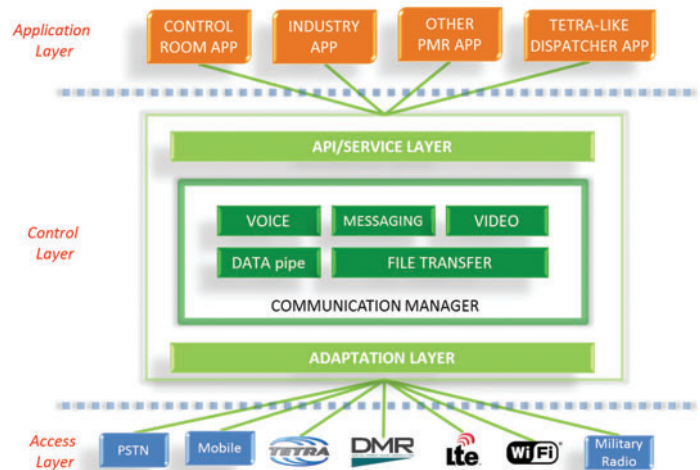 Application
Layer
CONTROL
ROOM APP
INDUSTRY
APP
OTHER
PMR APP
TETRA-LIKE
DISPATCHER APP
API/SERVICE LAYER
Control
Layer
VOICE
MESSAGING
VIDEO
DATA pipe
FILE TRANSFER
COMMUNICATION MANAGER
ADAPTATION LAYER
Access
Layer
PSTN
Mobile
TETRA
DMR
Lte
Wi Fi
Military
Radio